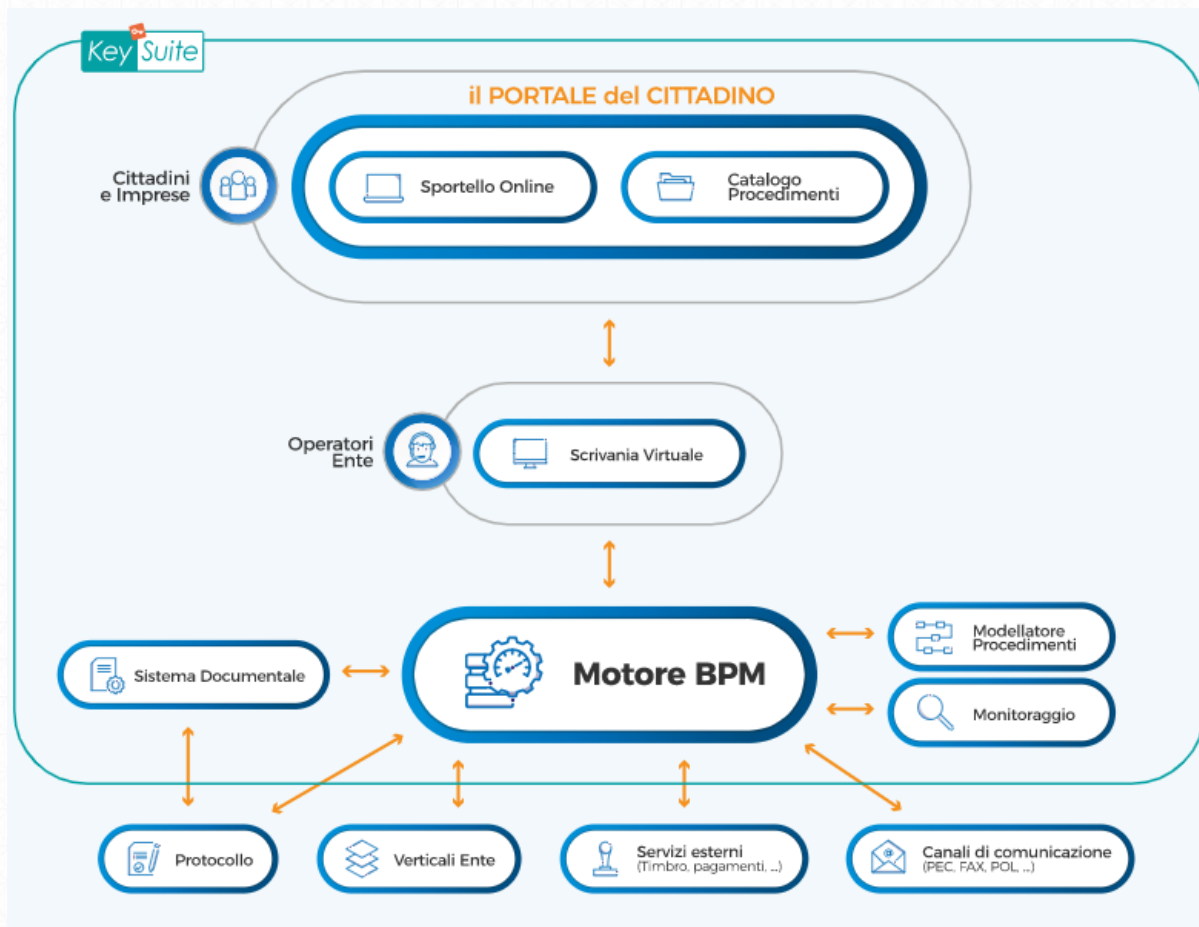 Key Suite
il PORTALE del CITTADINO
Cittadini
e Imprese
Sportello Online
Catalogo
Procedimenti
Operatori
Ente
Scrivania Virtuale
Sistema Documentale
Motore BPM
Modellatore
Procedimenti
Monitoraggio
Protocollo
Verticali Ente
Servizi esterni
(Timbro, pagamenti, ...)
Canali di comunicazione
(PEC, FAX, POL, ...)